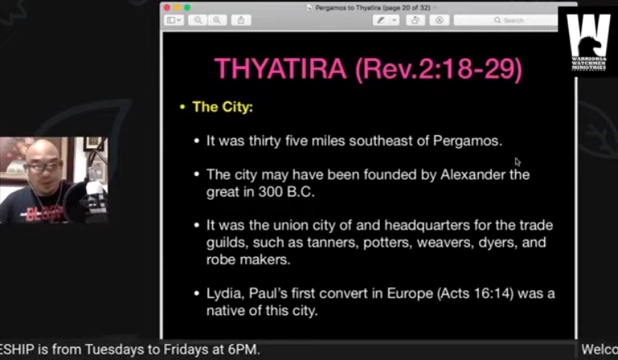 Pergamos to Thyatira (page 20 of 32)
Search
W
WARRIORS &
WATCHMEN
MINISTRIES
THYATIRA (Rev.2:18-29)
• The City:
• It was thirty five miles southeast of Pergamos.
• The city may have been founded by Alexander the
great in 300 B.C.
• It was the union city of and headquarters for the trade
guilds, such as tanners, potters, weavers, dyers, and
robe makers.
• Lydia, Paul's first convert in Europe (Acts 16:14) was a
native of this city.
ESHIP is from Tuesdays to Fridays at 6PM.
Welco